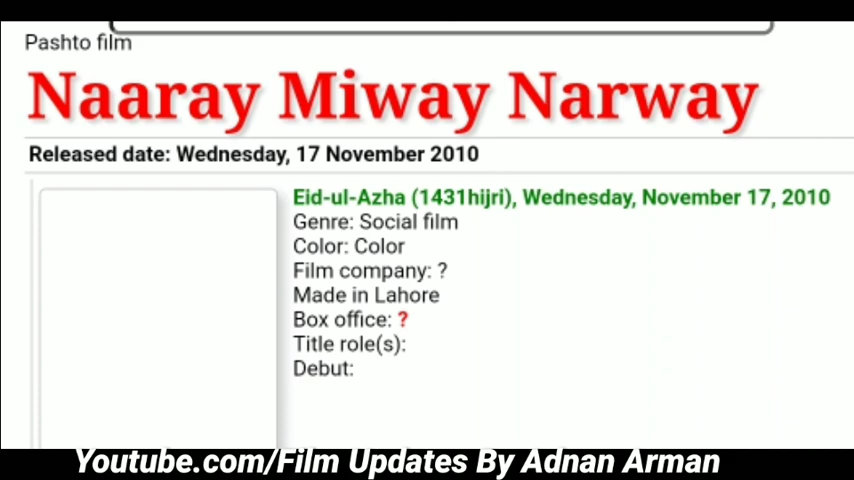 Pashto film
Naaray Miway Narway
Released date: Wednesday, 17 November 2010
Eid-ul-Azha (1431hijri), Wednesday, November 17, 2010
Genre: Social film
Color: Color
Film company: ?
Made in Lahore
Box office: ?
Title role(s):
Debut:
Youtube.com/Film Updates By Adnan Arman